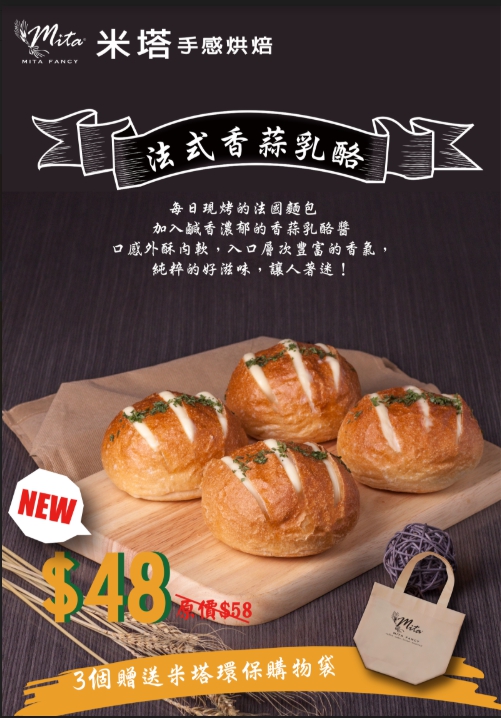 Mita
MITA FANCY
米塔手感烘焙
法式香蒜乳酪
每日現烤的法國麵包
加入鹹香濃郁的香蒜乳酪醬
口感外酥內軟，入口層次豐富的香氣，
純粹的好滋味，讓人著迷！
NEW
$48
原價$58
Mita
MITA FANCY
3個贈送米塔環保購物袋